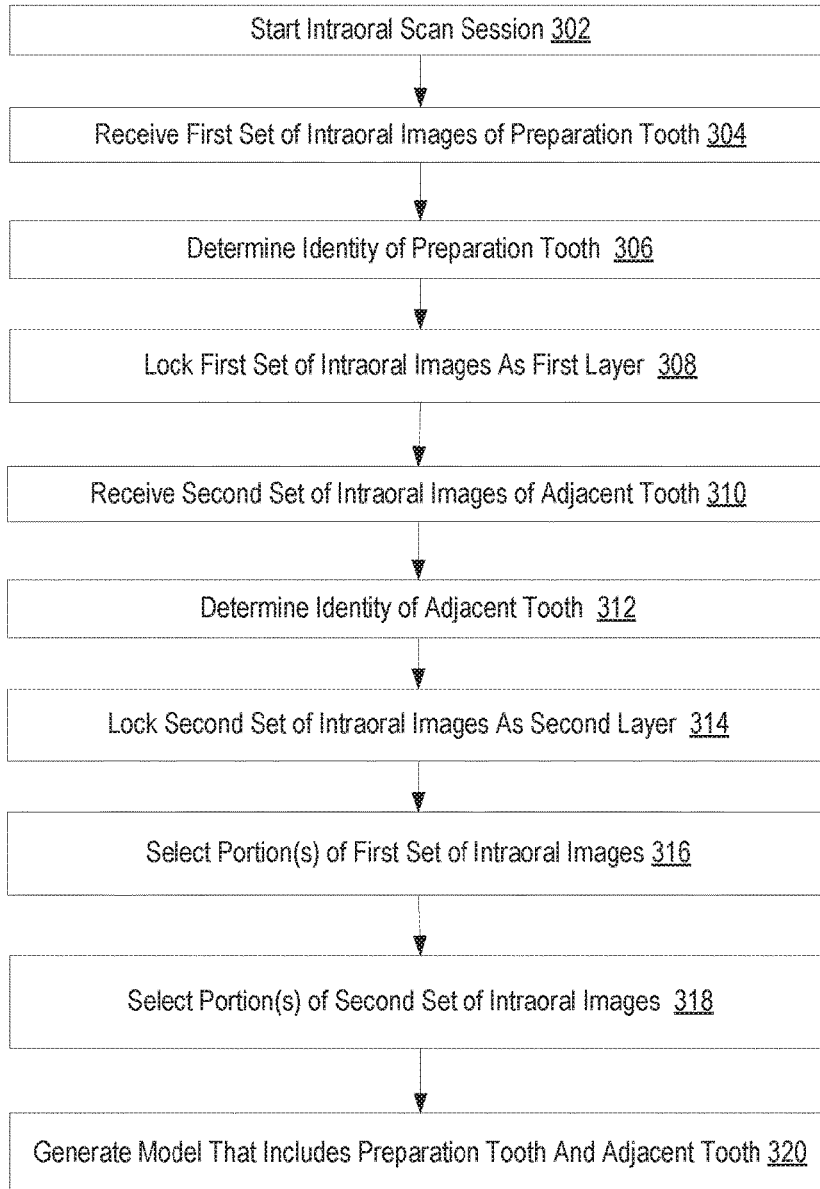 Start Intraoral Scan Session 302
Receive First Set of Intraoral Images of Preparation Tooth 304
Determine Identity of Preparation Tooth 306
Lock First Set of Intraoral Images As First Layer 308
Receive Second Set of Intraoral Images of Adjacent Tooth 310
Determine Identity of Adjacent Tooth 312
Lock Second Set of Intraoral Images As Second Layer 314
Select Portion(s) of First Set of Intraoral Images 316
Select Portion(s) of Second Set of Intraoral Images 318
Generate Model That Includes Preparation Tooth And Adjacent Tooth 320